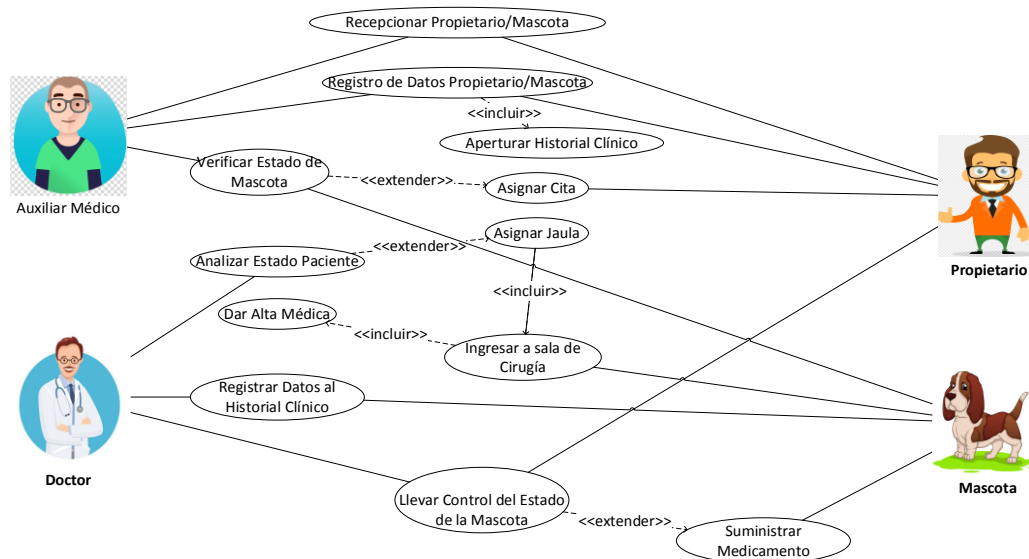 Recepcionar Propietario/Mascota
Registro de Datos Propietario/Mascota
<<incluir>>
Aperturar Historial Clínico
Verificar Estado de
Mascota
<<extender>>
Asignar Cita
Auxiliar Médico
Asignar Jaula
<<extender>>
Analizar Estado Paciente
Propietario
<<incluir>>
Dar Alta Médica
<<incluir>>
Ingresar a sala de
Cirugía
Registrar Datos al
Historial Clínico
Doctor
Mascota
Llevar Control del Estado
de la Mascota
<<extender>>
Suministrar
Medicamento